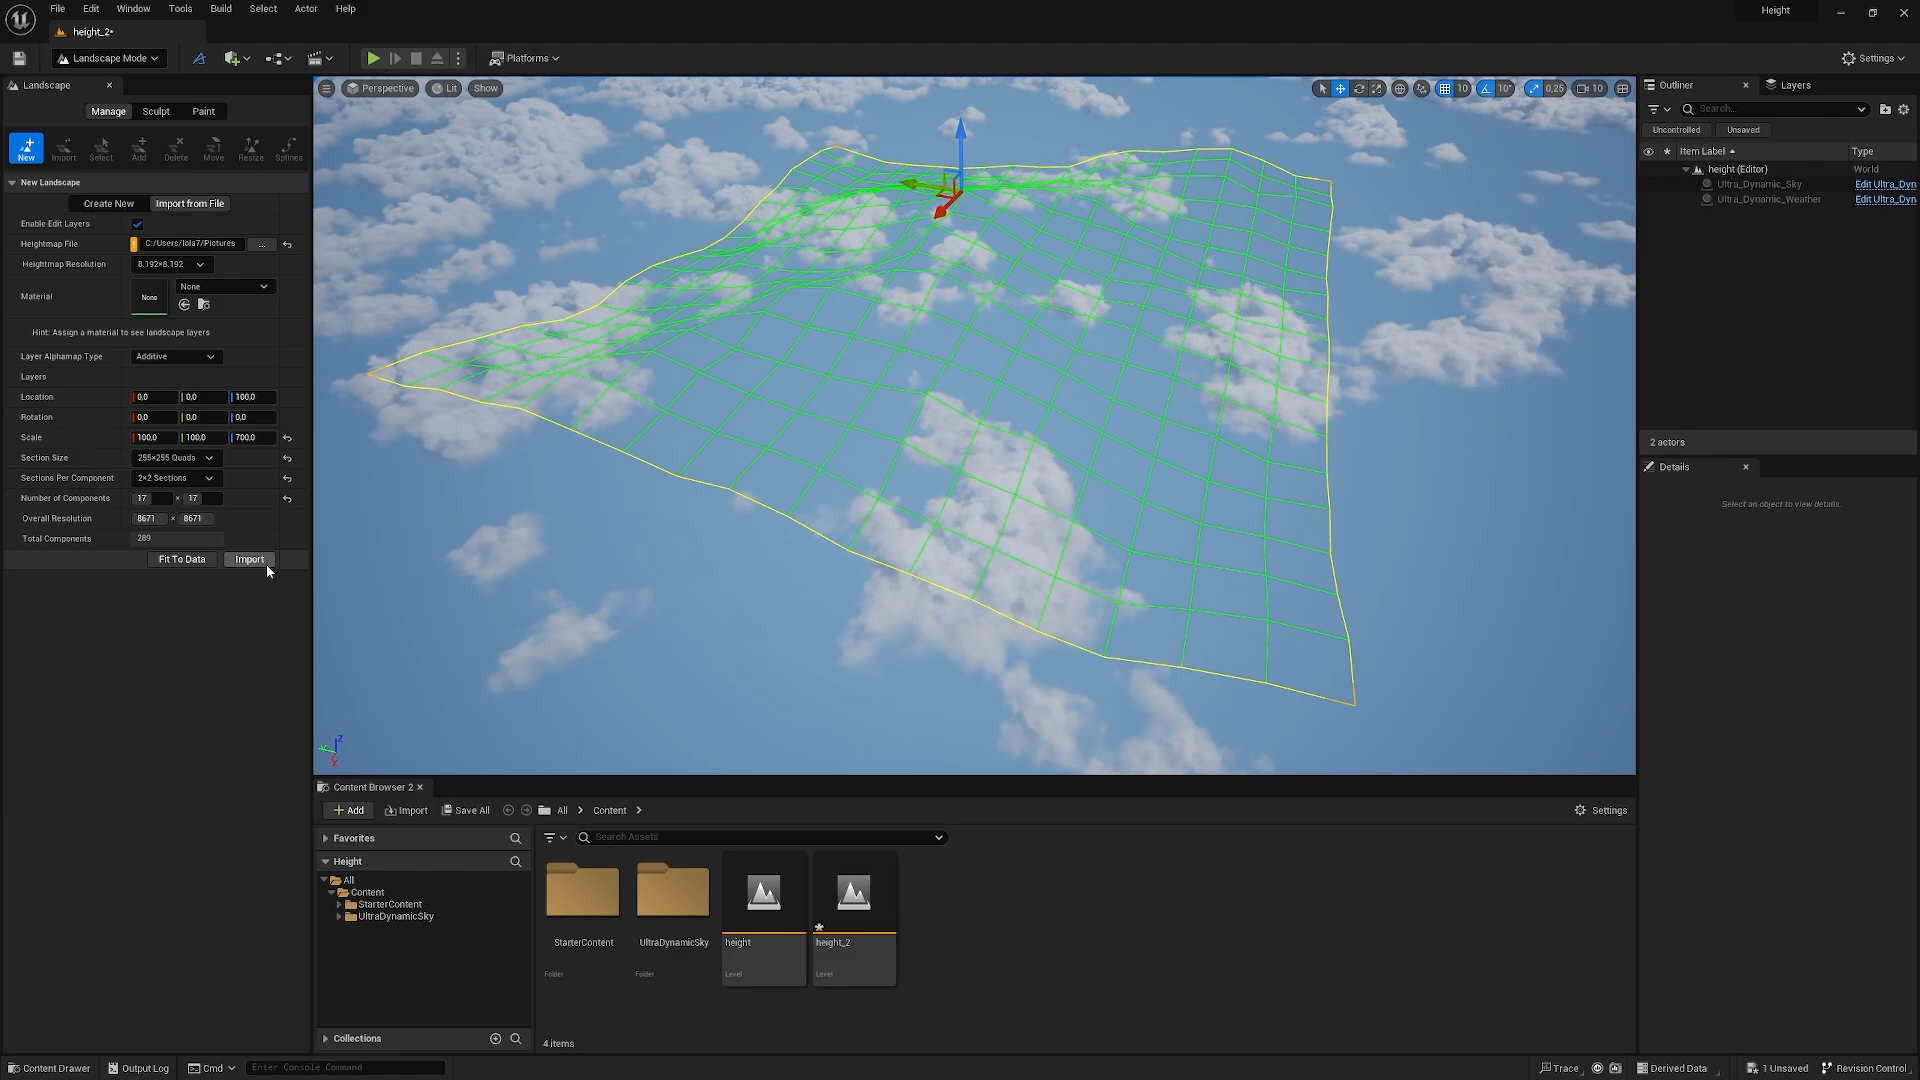 File Edit Window Tools Build Select Actor Help
Height
height_2•
Landscape Mode
Platforms
Settings
Landscape
Manage Sculpt Paint
New Import Select Add Delete Move Resize Splines
New Landscape
Create New Import from File
Enable Edit Layers
Heightmap File C:/Users/lola7/Pictures ...
Heightmap Resolution 8.192×8.192
Material None None
Hint: Assign a material to see landscape layers
Layer Alphamap Type Additive
Layers
Location 0,0 0,0 100,0
Rotation 0,0 0,0 0,0
Scale 100,0 100,0 700,0
Section Size 255×255 Quads
Sections Per Component 2×2 Sections
Number of Components 17 × 17
Overall Resolution 8671 × 8671
Total Components 289
Fit To Data Import
Perspective Lit Show
10 10° 0,25 10
Z
X
Outliner Layers
Search...
Uncontrolled Unsaved
Item Label Type
height (Editor) World
Ultra_Dynamic_Sky Edit Ultra_Dyn
Ultra_Dynamic_Weather Edit Ultra_Dyn
2 actors
Details
Select an object to view details.
Content Browser 2
Add Import Save All All Content Settings
Favorites
Search Assets
Height
All
Content
StarterContent
UltraDynamicSky
Collections
StarterContent
Folder
UltraDynamicSky
Folder
height
Level
height_2
Level
4 items
Content Drawer Output Log Cmd Enter Console Command Trace Derived Data 1 Unsaved Revision Control